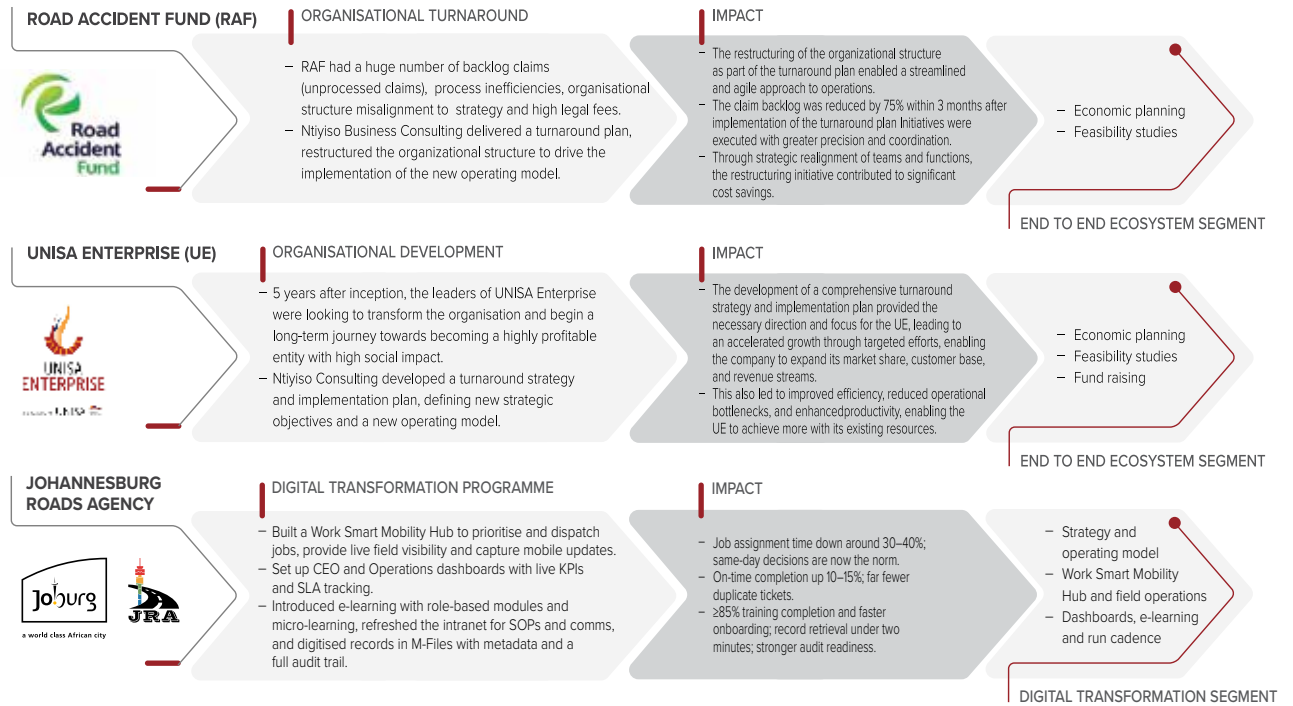 ROAD ACCIDENT FUND (RAF)
Road
Accident
Fund
ORGANISATIONAL TURNAROUND
– RAF had a huge number of backlog claims
(unprocessed claims), process inefficiencies, organisational
structure misalignment to strategy and high legal fees.
– Ntiyiso Business Consulting delivered a turnaround plan,
restructured the organizational structure to drive the
implementation of the new operating model.
IMPACT
– The restructuring of the organizational structure
as part of the turnaround plan enabled a streamlined
and agile approach to operations.
– The claim backlog was reduced by 75% within 3 months after
implementation of the turnaround plan Initiatives were
executed with greater precision and coordination.
– Through strategic realignment of teams and functions,
the restructuring initiative contributed to significant
cost savings.
– Economic planning
– Feasibility studies
END TO END ECOSYSTEM SEGMENT
UNISA ENTERPRISE (UE)
UNISA
ENTERPRISE
ORGANISATIONAL DEVELOPMENT
– 5 years after inception, the leaders of UNISA Enterprise
were looking to transform the organisation and begin a
long-term journey towards becoming a highly profitable
entity with high social impact.
– Ntiyiso Consulting developed a turnaround strategy
and implementation plan, defining new strategic
objectives and a new operating model.
IMPACT
– The development of a comprehensive turnaround
strategy and implementation plan provided the
necessary direction and focus for the UE, leading to
an accelerated growth through targeted efforts, enabling
the company to expand its market share, customer base,
and revenue streams.
– This also led to improved efficiency, reduced operational
bottlenecks, and enhancedproductivity, enabling the
UE to achieve more with its existing resources.
– Economic planning
– Feasibility studies
– Fund raising
END TO END ECOSYSTEM SEGMENT
JOHANNESBURG
ROADS AGENCY
Joburg
a world class African city
JRA
DIGITAL TRANSFORMATION PROGRAMME
– Built a Work Smart Mobility Hub to prioritise and dispatch
jobs, provide live field visibility and capture mobile updates.
– Set up CEO and Operations dashboards with live KPIs
and SLA tracking.
– Introduced e-learning with role-based modules and
micro-learning, refreshed the intranet for SOPs and comms,
and digitised records in M-Files with metadata and a
full audit trail.
IMPACT
– Job assignment time down around 30–40%;
same-day decisions are now the norm.
– On-time completion up 10–15%; far fewer
duplicate tickets.
– ≥85% training completion and faster
onboarding; record retrieval under two
minutes; stronger audit readiness.
– Strategy and
operating model
– Work Smart Mobility
Hub and field operations
– Dashboards, e-learning
and run cadence
DIGITAL TRANSFORMATION SEGMENT